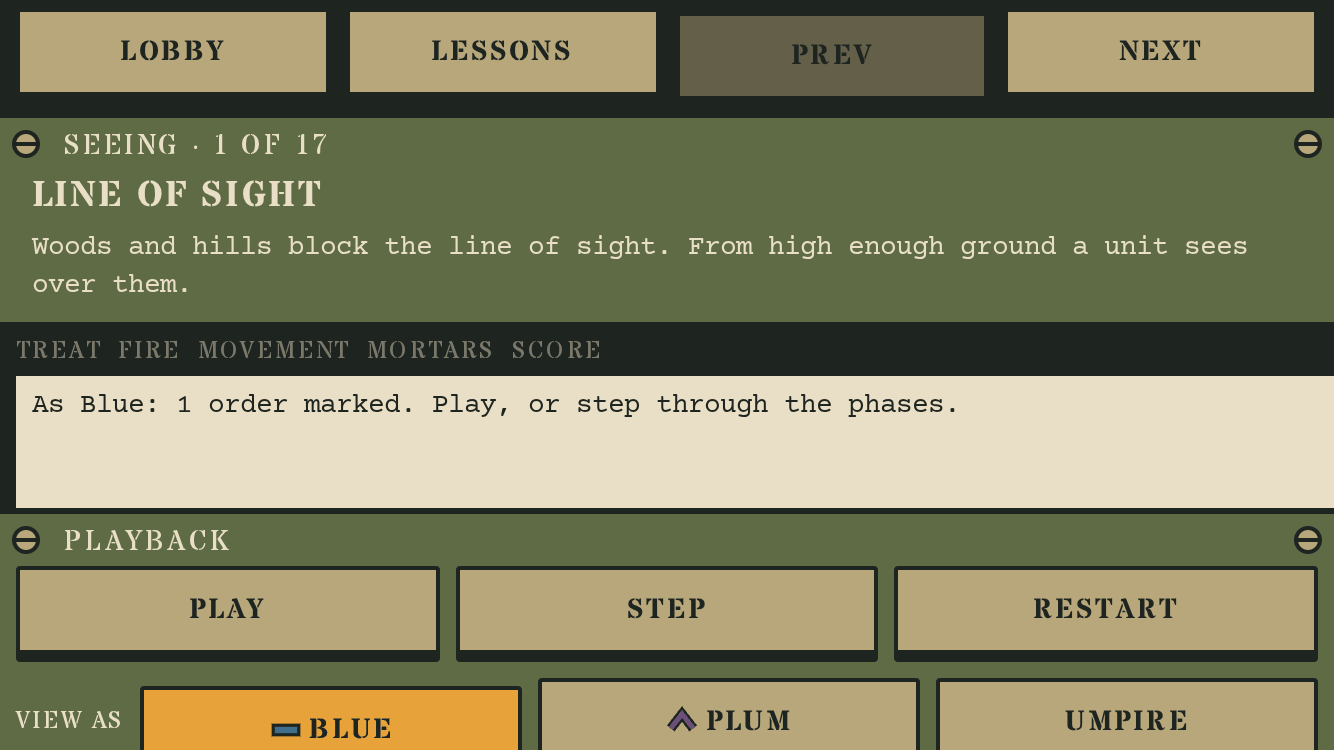 LOBBY LESSONS PREV NEXT
SEEING · 1 OF 17
LINE OF SIGHT
Woods and hills block the line of sight. From high enough ground a unit sees
over them.
TREAT FIRE MOVEMENT MORTARS SCORE
As Blue: 1 order marked. Play, or step through the phases.
PLAYBACK
PLAY STEP RESTART
VIEW AS BLUE PLUM UMPIRE